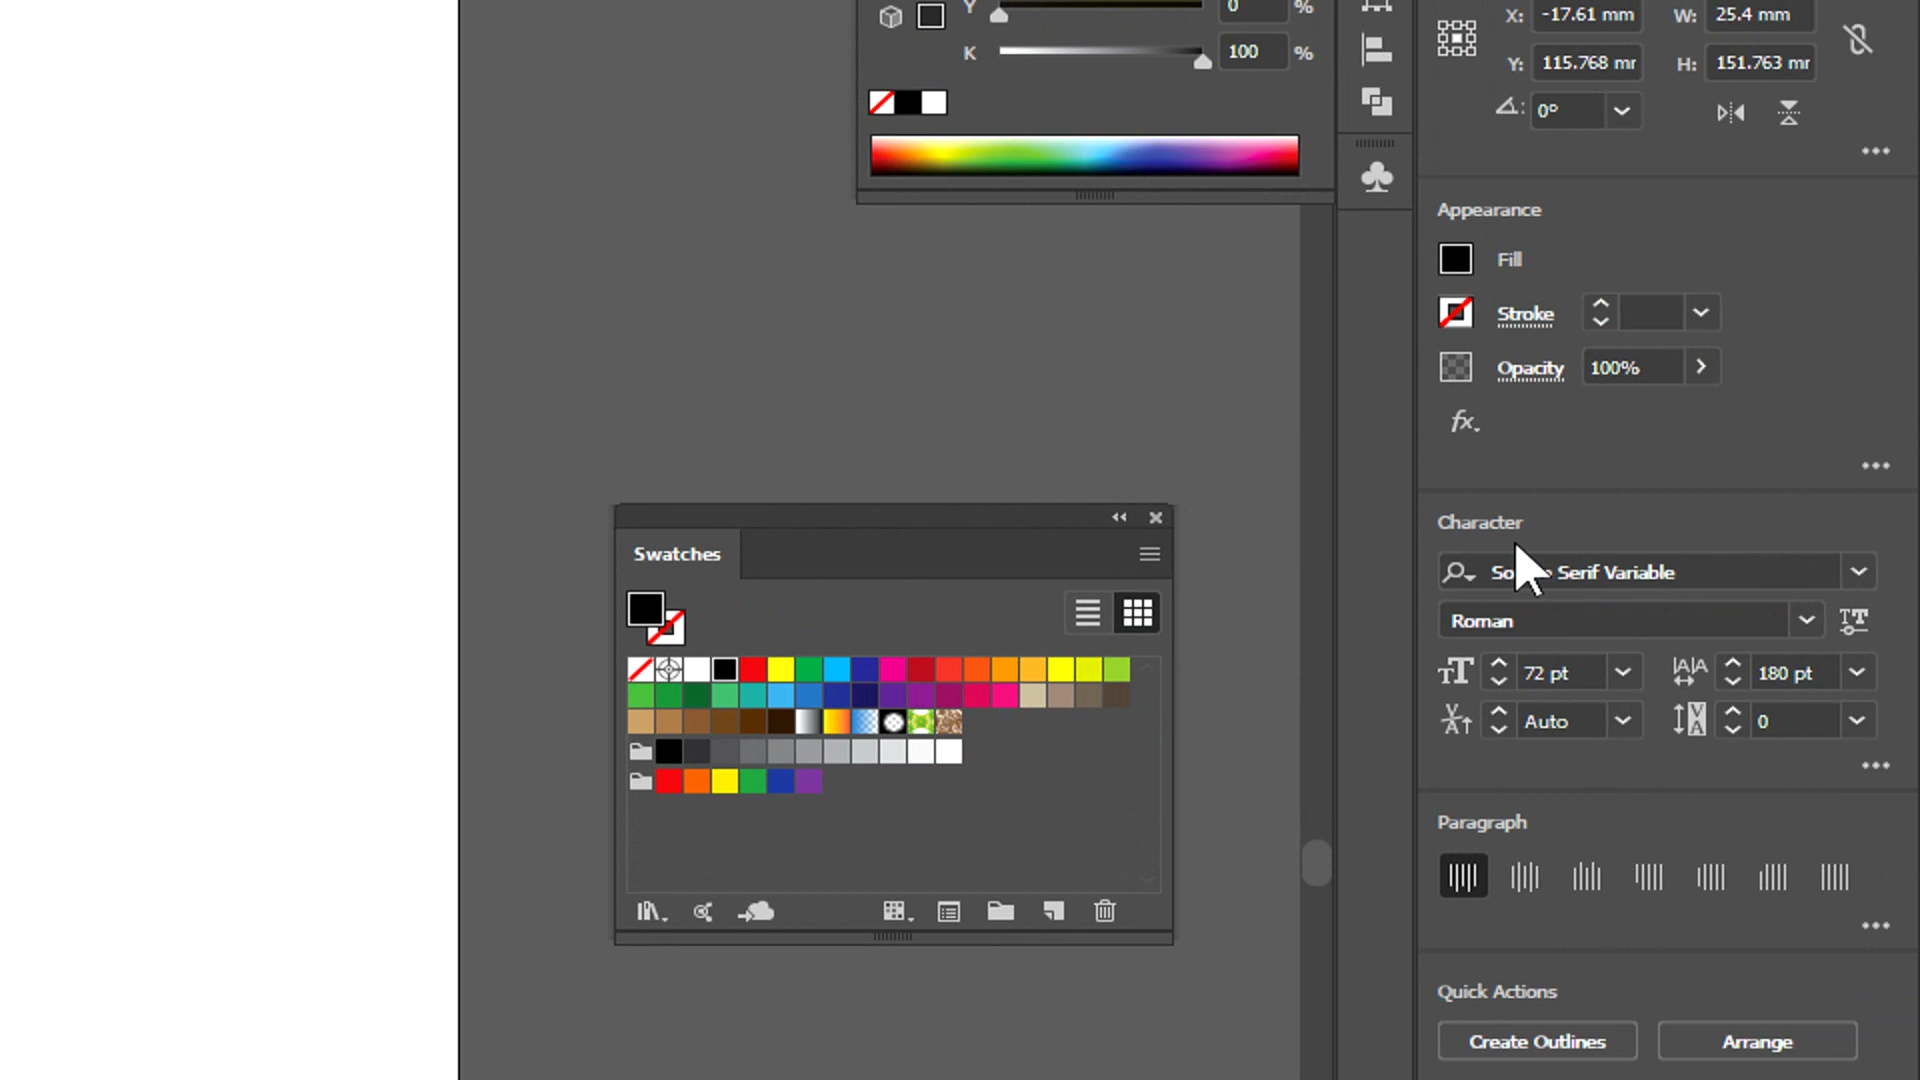 Y 0 %
K 100 %
X: -17.61 mm W: 25.4 mm
Y: 115.768 mr H: 151.763 mr
0°
Appearance
Fill
Stroke
Opacity 100%
fx.
Swatches
Character
Serif Variable
Roman
72 pt 180 pt
Auto 0
Paragraph
Quick Actions
Create Outlines Arrange